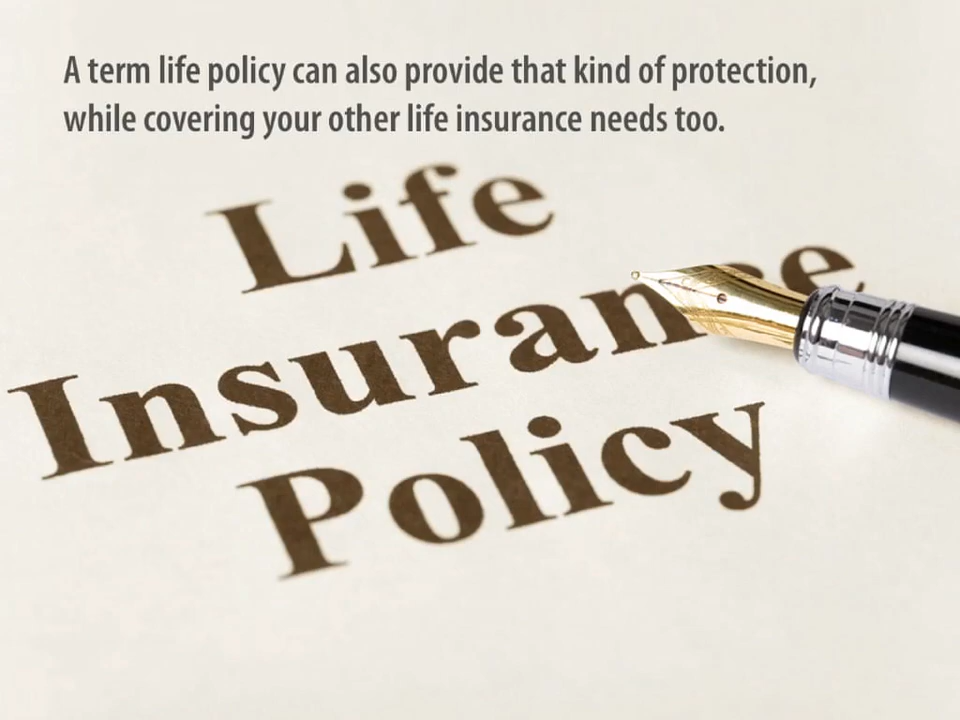 A term life policy can also provide that kind of protection,
while covering your other life insurance needs too.
Life
Insurance
Policy